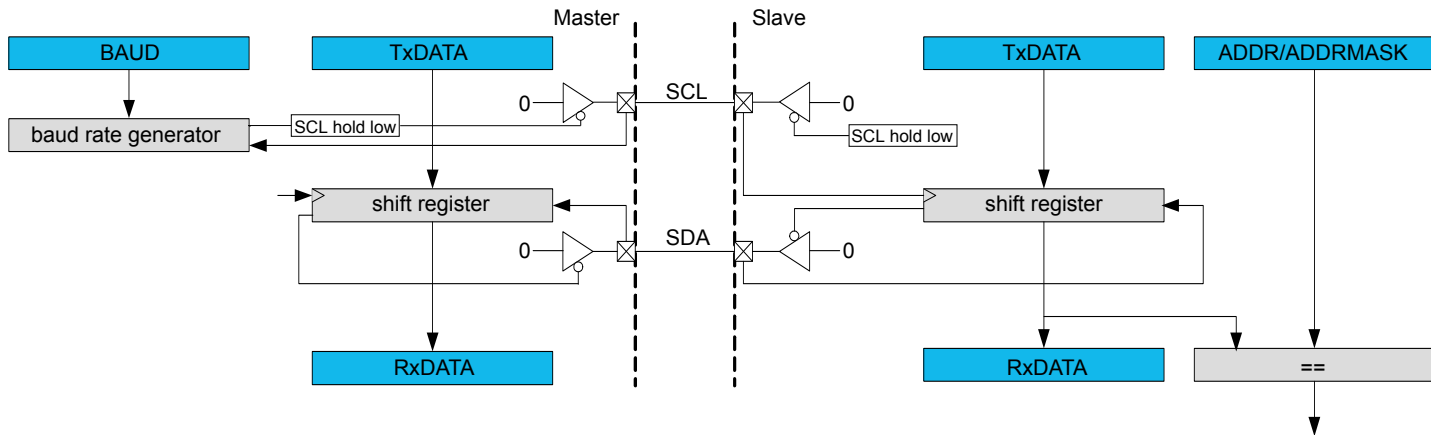 Master
Slave
BAUD
TxDATA
TxDATA
ADDR/ADDRMASK
0
SCL
0
baud rate generator
SCL hold low
SCL hold low
shift register
shift register
0
SDA
0
RxDATA
RxDATA
==